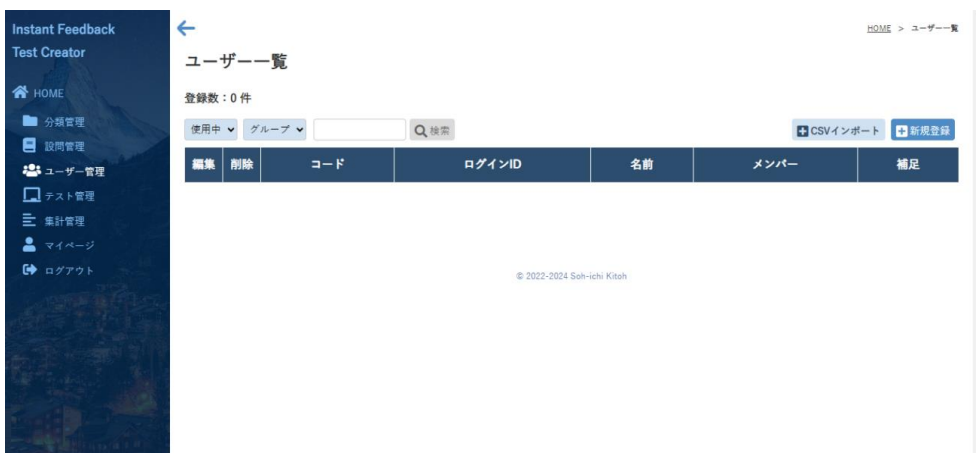 Instant Feedback
Test Creator
HOME
分類管理
設問管理
ユーザー管理
テスト管理
集計管理
マイページ
ログアウト
HOME > ユーザー一覧
ユーザー一覧
登録数：0 件
使用中 グループ 検索 CSVインポート 新規登録
編集 削除 コード ログインID 名前 メンバー 補足
© 2022-2024 Soh-ichi Kitoh